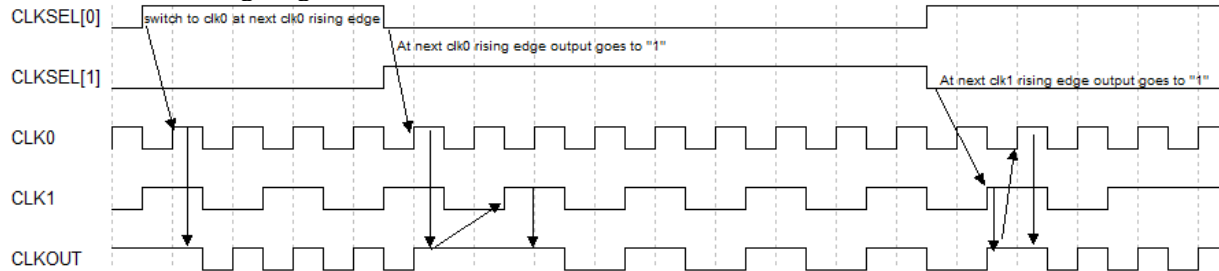 CLKSEL[0]
switch to clk0 at next clk0 rising edge
At next clk0 rising edge output goes to "1"
CLKSEL[1]
At next clk1 rising edge output goes to "1"
CLK0
CLK1
CLKOUT